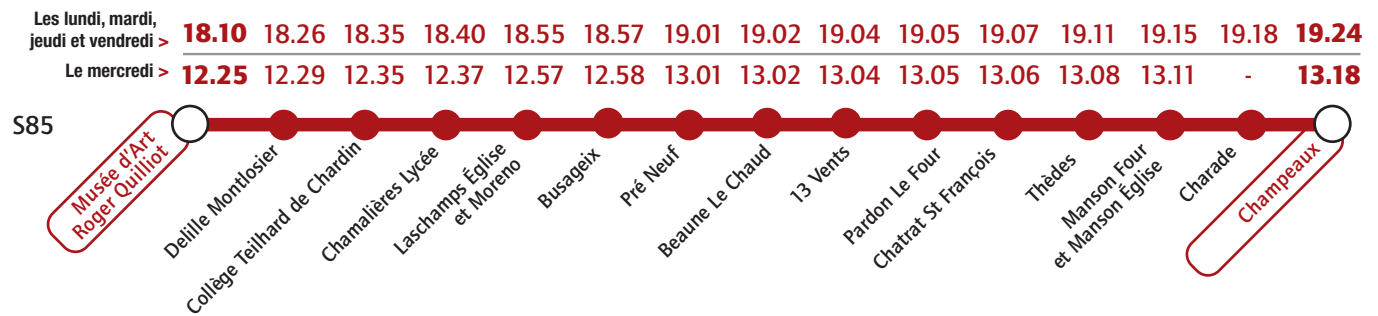 Les lundi, mardi,
jeudi et vendredi > 18.10 18.26 18.35 18.40 18.55 18.57 19.01 19.02 19.04 19.05 19.07 19.11 19.15 19.18 19.24
Le mercredi > 12.25 12.29 12.35 12.37 12.57 12.58 13.01 13.02 13.04 13.05 13.06 13.08 13.11 - 13.18
S85
Musée d'Art
Roger Quilliot
Delille Montlosier
Collège Teilhard de Chardin
Chamalières Lycée
Laschamps Église
et Moreno
Busageix
Pré Neuf
Beaune Le Chaud
13 Vents
Pardon Le Four
Chatrat St François
Thèdes
Manson Four
et Manson Église
Charade
Champeaux